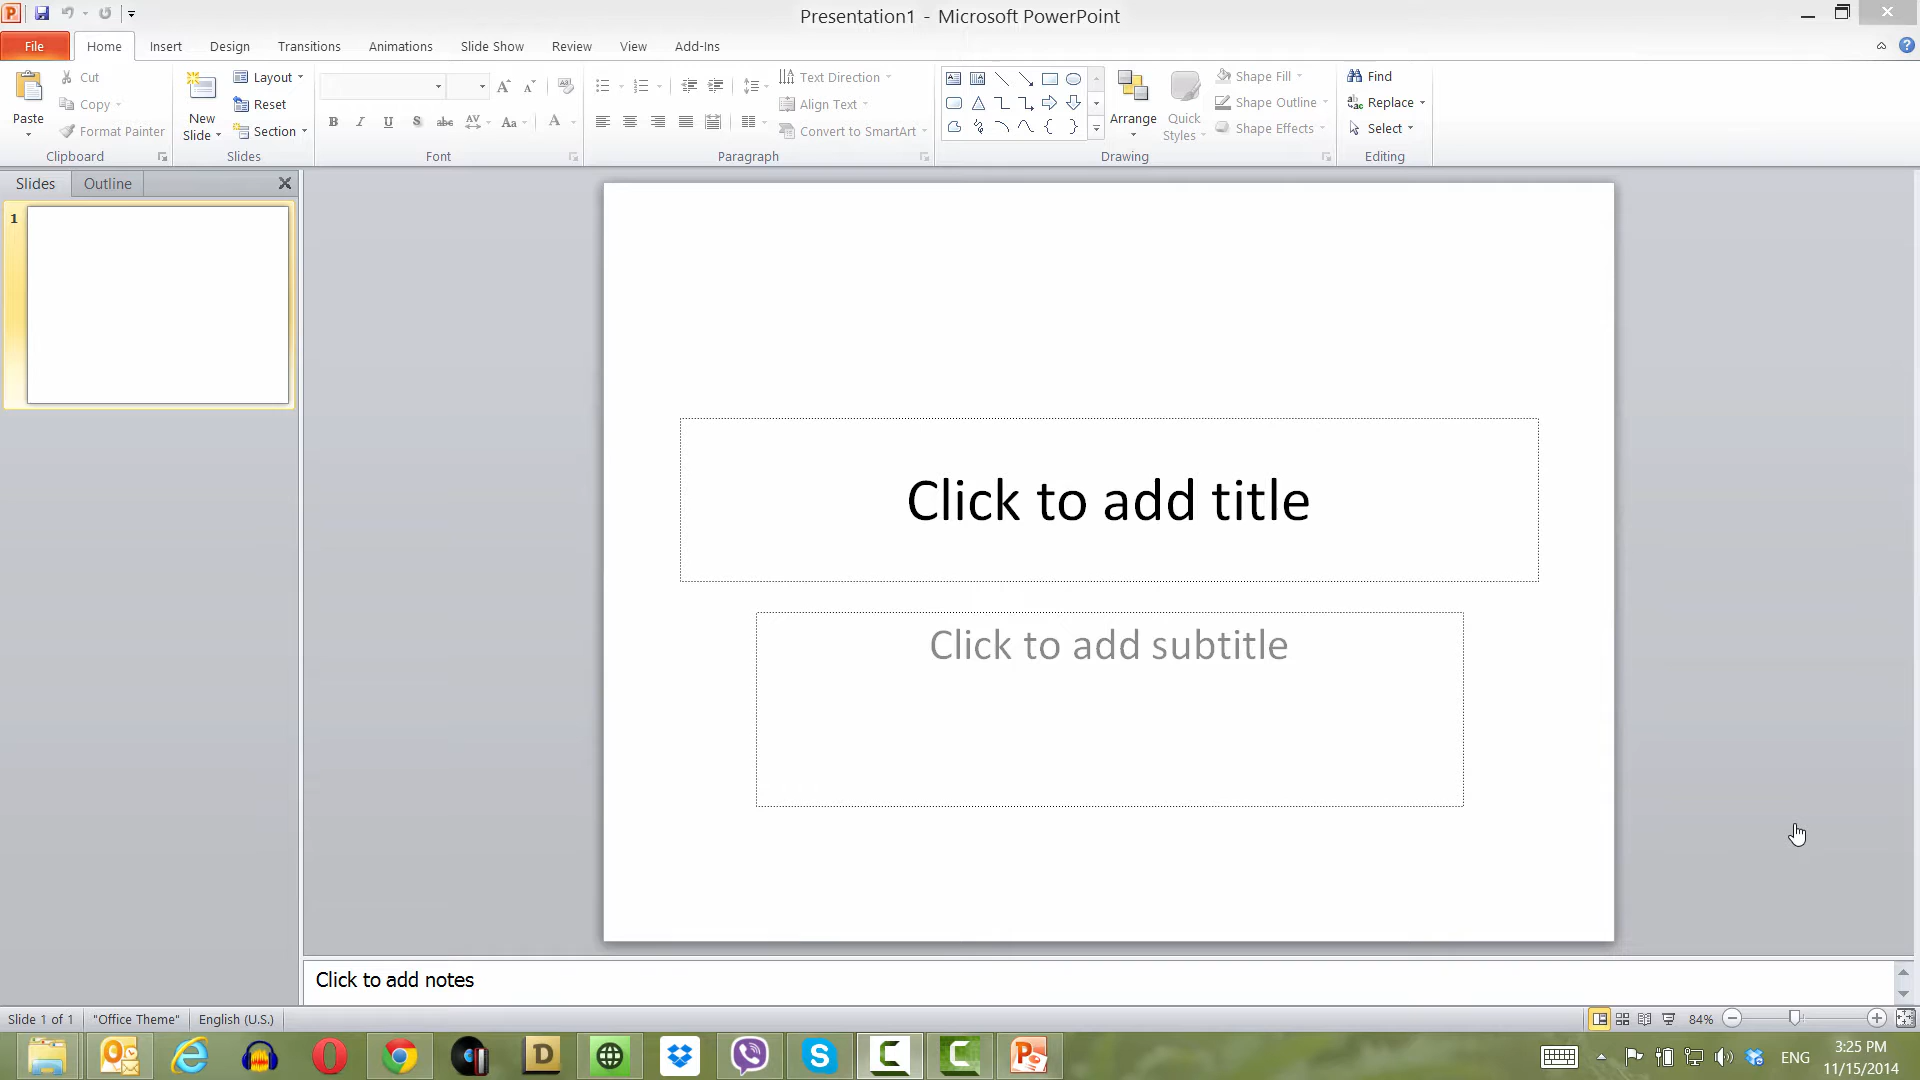 Presentation1 - Microsoft PowerPoint
File Home Insert Design Transitions Animations Slide Show Review View Add-Ins
Paste
Cut
Copy
Format Painter
Clipboard
New Slide
Layout
Reset
Section
Slides
B I U S abc AV Aa A
Font
Text Direction
Align Text
Convert to SmartArt
Paragraph
Arrange
Quick Styles
Shape Fill
Shape Outline
Shape Effects
Drawing
Find
Replace
Select
Editing
Slides Outline
1
Click to add title
Click to add subtitle
Click to add notes
Slide 1 of 1 "Office Theme" English (U.S.) 84%
ENG
3:25 PM
11/15/2014